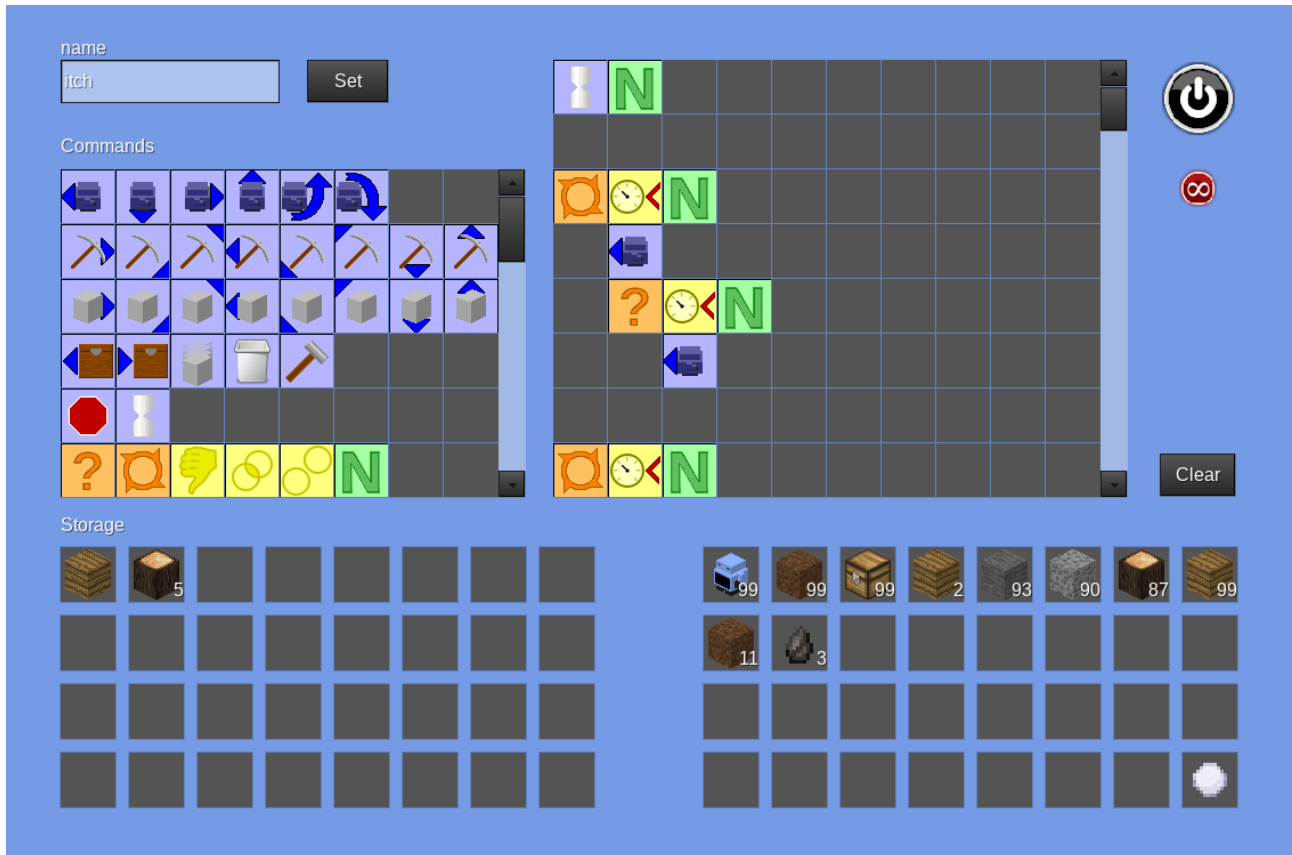 name
itch
Set
Commands
N
N
?
N
? N
N
Clear
Storage
5
99 99 99 2 93 90 87 99
11 3